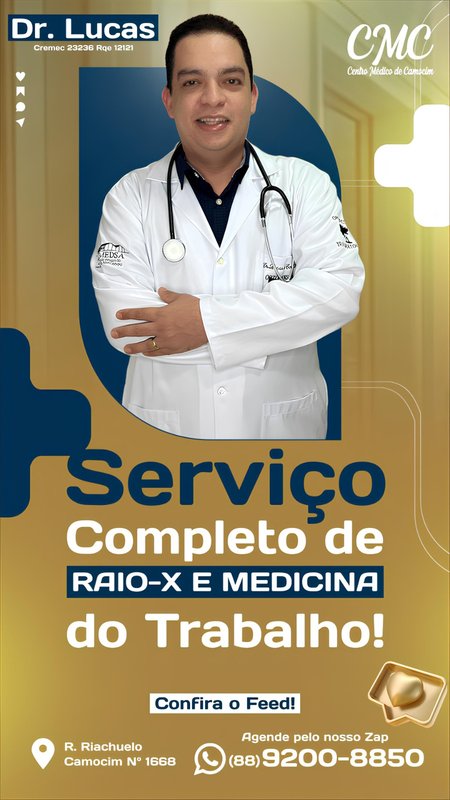 Dr. Lucas
Cremec 23236 Rqe 12121
CMC
Centro Médico de Camocim
MEDSA
Serviço
Completo de
RAIO-X E MEDICINA
do Trabalho!
Confira o Feed!
R. Riachuelo
Camocim N° 1668
Agende pelo nosso Zap
(88)9200-8850